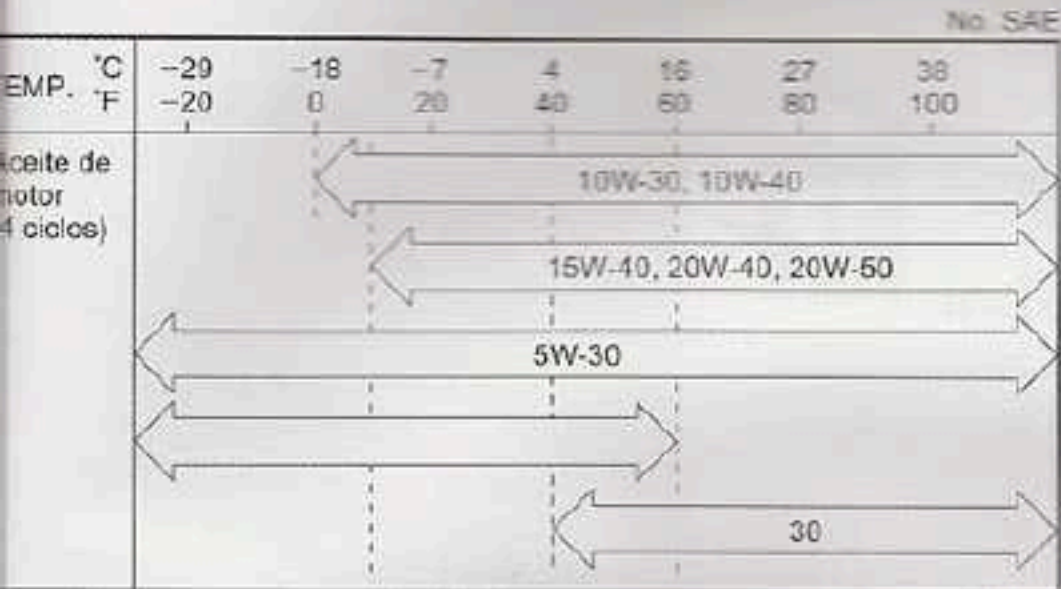 No. SAE
EMP. °C -29 -18 -7 4 16 27 38
°F -20 0 20 40 60 80 100
ceite de
motor
4 ciclos)
10W-30, 10W-40
15W-40, 20W-40, 20W-50
5W-30
30